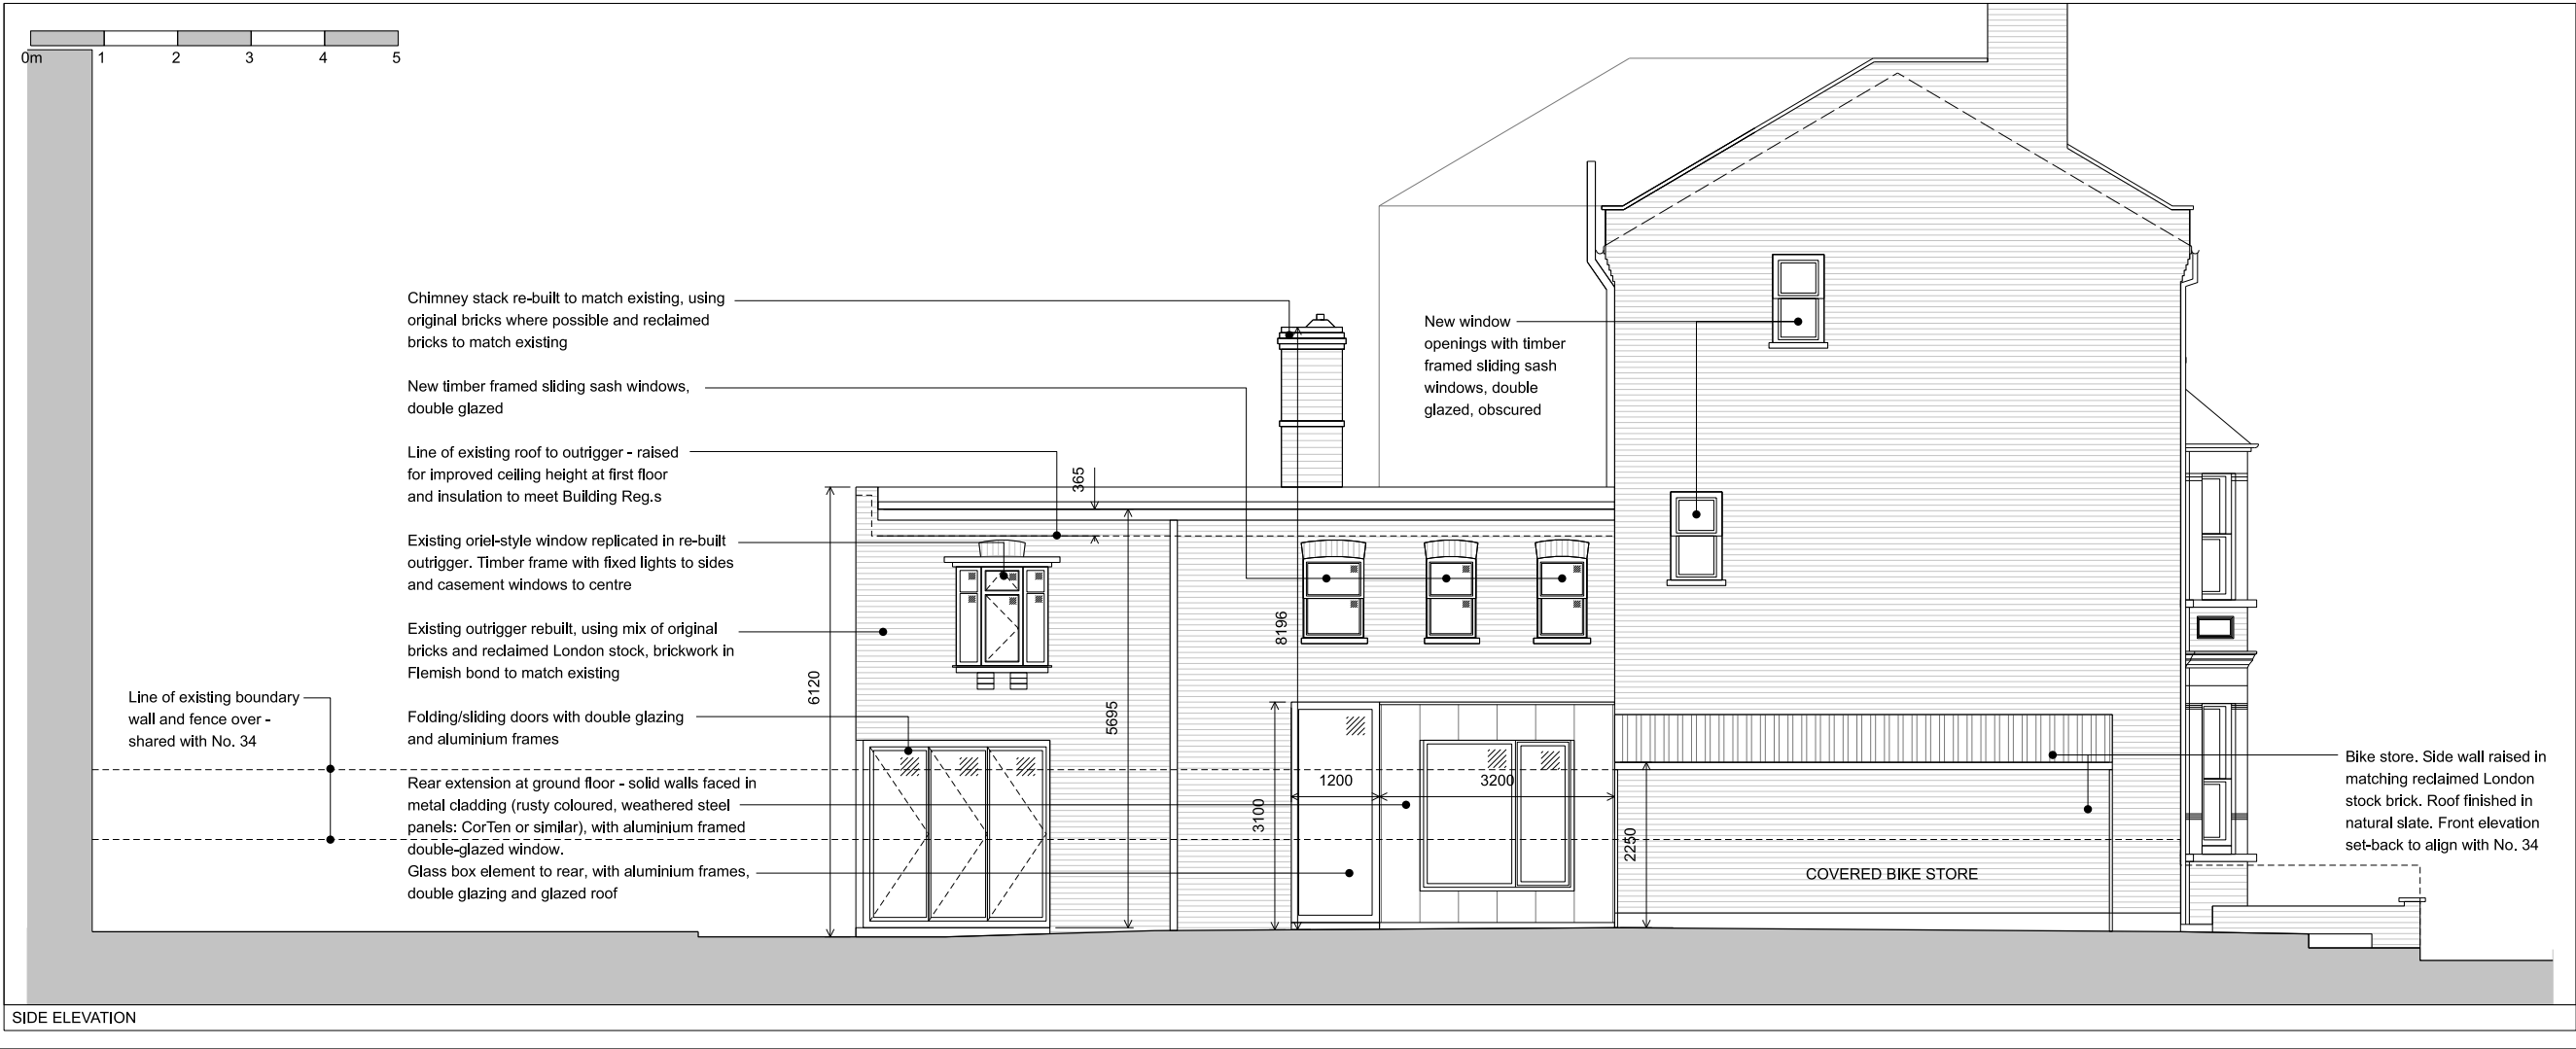 0m 1 2 3 4 5
Chimney stack re-built to match existing, using
original bricks where possible and reclaimed
bricks to match existing
New timber framed sliding sash windows,
double glazed
Line of existing roof to outrigger - raised
for improved ceiling height at first floor
and insulation to meet Building Reg.s
Existing oriel-style window replicated in re-built
outrigger. Timber frame with fixed lights to sides
and casement windows to centre
Existing outrigger rebuilt, using mix of original
bricks and reclaimed London stock, brickwork in
Flemish bond to match existing
Line of existing boundary
wall and fence over -
shared with No. 34
Folding/sliding doors with double glazing
and aluminium frames
Rear extension at ground floor - solid walls faced in
metal cladding (rusty coloured, weathered steel
panels: CorTen or similar), with aluminium framed
double-glazed window.
Glass box element to rear, with aluminium frames,
double glazing and glazed roof
New window
openings with timber
framed sliding sash
windows, double
glazed, obscured
365
6120
5695
8196
3100
1200
3200
2250
COVERED BIKE STORE
Bike store. Side wall raised in
matching reclaimed London
stock brick. Roof finished in
natural slate. Front elevation
set-back to align with No. 34
SIDE ELEVATION